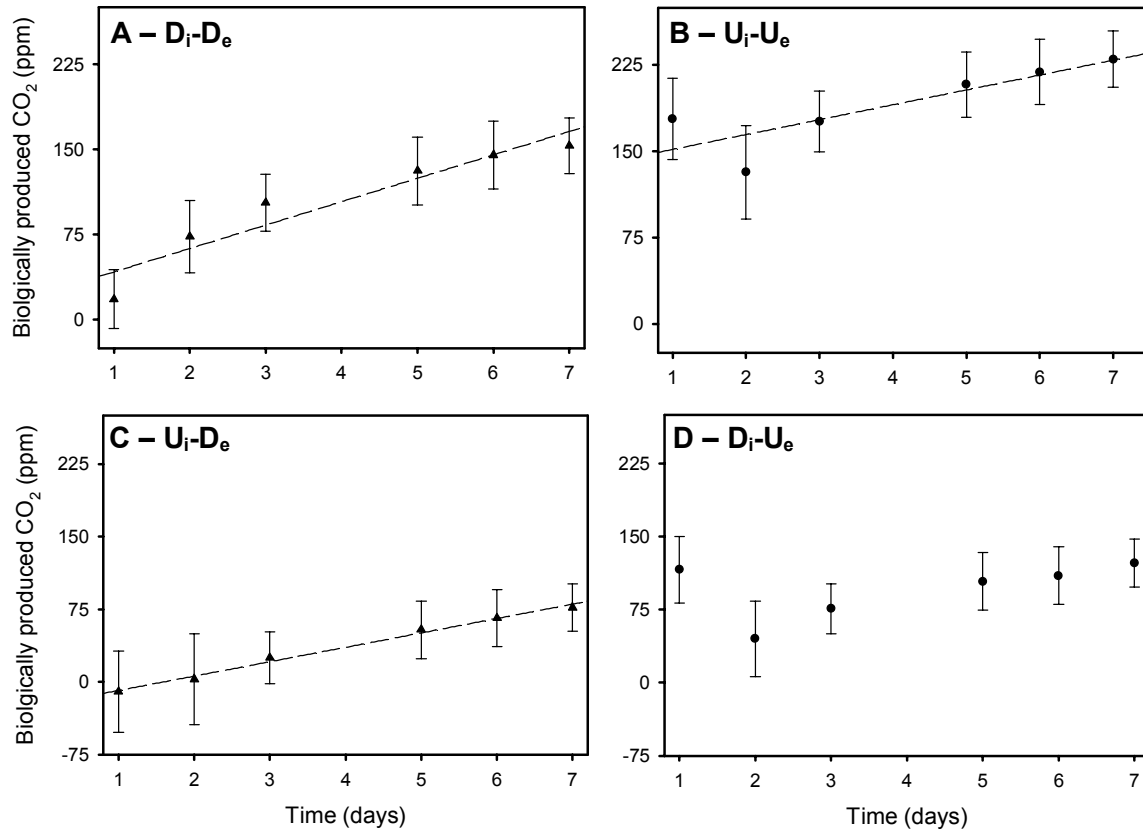 A – Di-De
Biolgically produced CO2 (ppm)
225
150
75
0
1 2 3 4 5 6 7
B – Ui-Ue
225
150
75
0
1 2 3 4 5 6 7
C – Ui-De
Biolgically produced CO2 (ppm)
225
150
75
0
-75
1 2 3 4 5 6 7
Time (days)
D – Di-Ue
225
150
75
0
-75
1 2 3 4 5 6 7
Time (days)